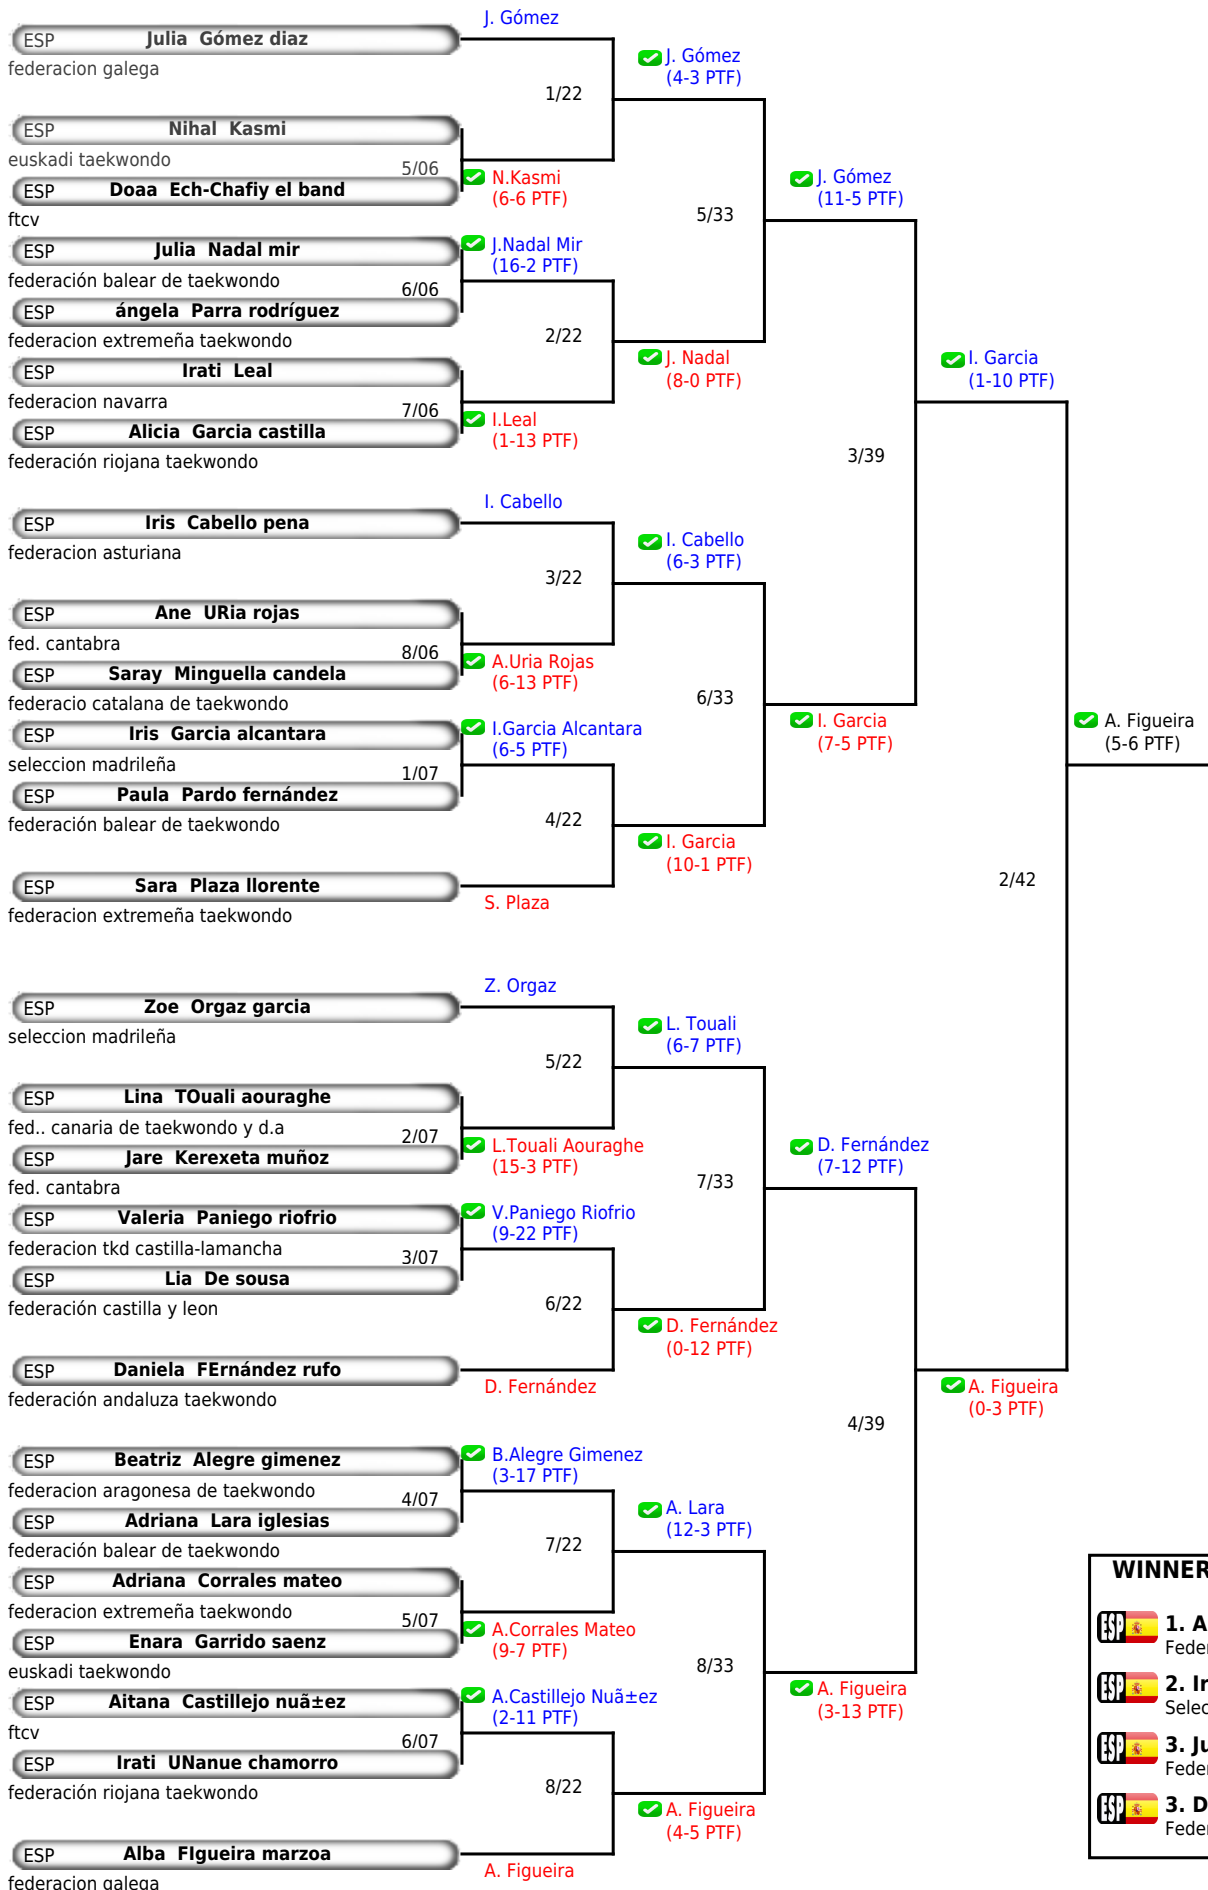 J. Gómez
ESP Julia Gómez diaz
federacion galega
J. Gómez
(4-3 PTF)
1/22
ESP Nihal Kasmi
euskadi taekwondo
5/06
N.Kasmi
(6-6 PTF)
ESP Doaa Ech-Chafiy el band
ftcv
J. Gómez
(11-5 PTF)
5/33
ESP Julia Nadal mir
federación balear de taekwondo
J.Nadal Mir
(16-2 PTF)
6/06
ESP ángela Parra rodríguez
federacion extremeña taekwondo
2/22
J. Nadal
(8-0 PTF)
ESP Irati Leal
federacion navarra
7/06
I.Leal
(1-13 PTF)
ESP Alicia Garcia castilla
federación riojana taekwondo
I. Garcia
(1-10 PTF)
3/39
I. Cabello
ESP Iris Cabello pena
federacion asturiana
I. Cabello
(6-3 PTF)
3/22
ESP Ane URia rojas
fed. cantabra
8/06
A.Uria Rojas
(6-13 PTF)
ESP Saray Minguella candela
federacio catalana de taekwondo
6/33
I. Garcia
(7-5 PTF)
ESP Iris Garcia alcantara
seleccion madrileña
I.Garcia Alcantara
(6-5 PTF)
1/07
ESP Paula Pardo fernández
federación balear de taekwondo
4/22
I. Garcia
(10-1 PTF)
ESP Sara Plaza llorente
federacion extremeña taekwondo
S. Plaza
A. Figueira
(5-6 PTF)
2/42
Z. Orgaz
ESP Zoe Orgaz garcia
seleccion madrileña
L. Touali
(6-7 PTF)
5/22
ESP Lina TOuali aouraghe
fed.. canaria de taekwondo y d.a
2/07
L.Touali Aouraghe
(15-3 PTF)
ESP Jare Kerexeta muñoz
fed. cantabra
D. Fernández
(7-12 PTF)
7/33
ESP Valeria Paniego riofrio
federacion tkd castilla-lamancha
V.Paniego Riofrio
(9-22 PTF)
3/07
ESP Lia De sousa
federación castilla y leon
6/22
D. Fernández
(0-12 PTF)
ESP Daniela FErnández rufo
federación andaluza taekwondo
D. Fernández
A. Figueira
(0-3 PTF)
4/39
ESP Beatriz Alegre gimenez
federacion aragonesa de taekwondo
B.Alegre Gimenez
(3-17 PTF)
4/07
ESP Adriana Lara iglesias
federación balear de taekwondo
A. Lara
(12-3 PTF)
7/22
ESP Adriana Corrales mateo
federacion extremeña taekwondo
5/07
A.Corrales Mateo
(9-7 PTF)
ESP Enara Garrido saenz
euskadi taekwondo
8/33
A. Figueira
(3-13 PTF)
ESP Aitana Castillejo nuã±ez
ftcv
A.Castillejo Nuã±ez
(2-11 PTF)
6/07
ESP Irati UNanue chamorro
federación riojana taekwondo
8/22
A. Figueira
(4-5 PTF)
ESP Alba FIgueira marzoa
federacion galega
A. Figueira
WINNER
ESP 1. A
Feder
ESP 2. Ir
Selec
ESP 3. Ju
Feder
ESP 3. D
Feder